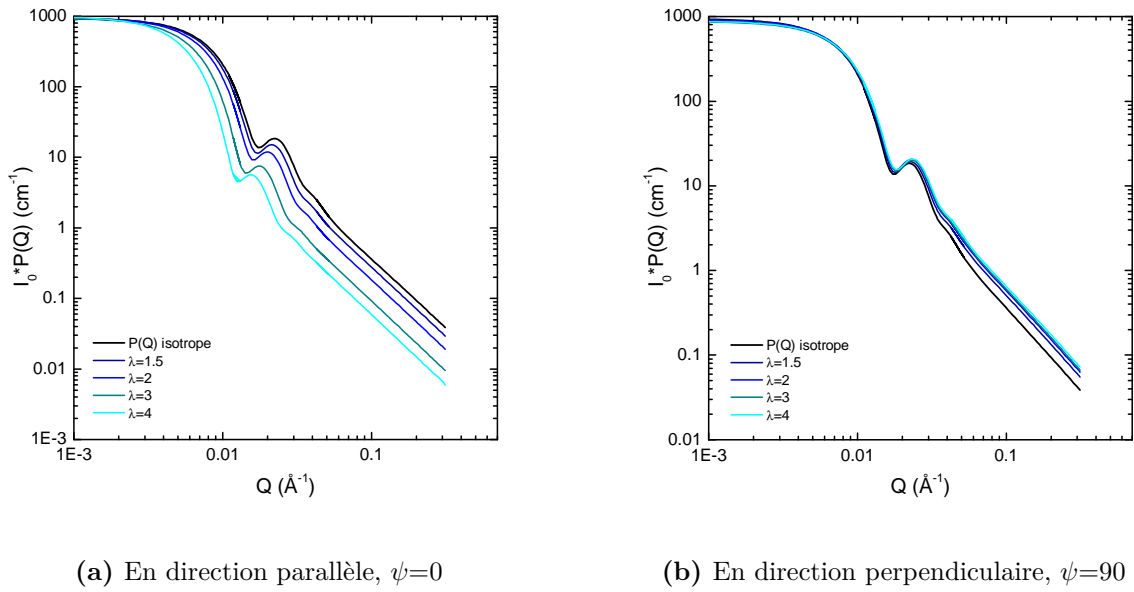 1000
100
10
1
0.1
0.01
1E-3
1E-3
0.01
0.1
I₀*P(Q) (cm⁻¹)
Q (Å⁻¹)
P(Q) isotrope
λ=1.5
λ=2
λ=3
λ=4
1000
100
10
1
0.1
0.01
1E-3
0.01
0.1
I₀*P(Q) (cm⁻¹)
Q (Å⁻¹)
P(Q) isotrope
λ=1.5
λ=2
λ=3
λ=4
(a) En direction parallèle, ψ=0
(b) En direction perpendiculaire, ψ=90